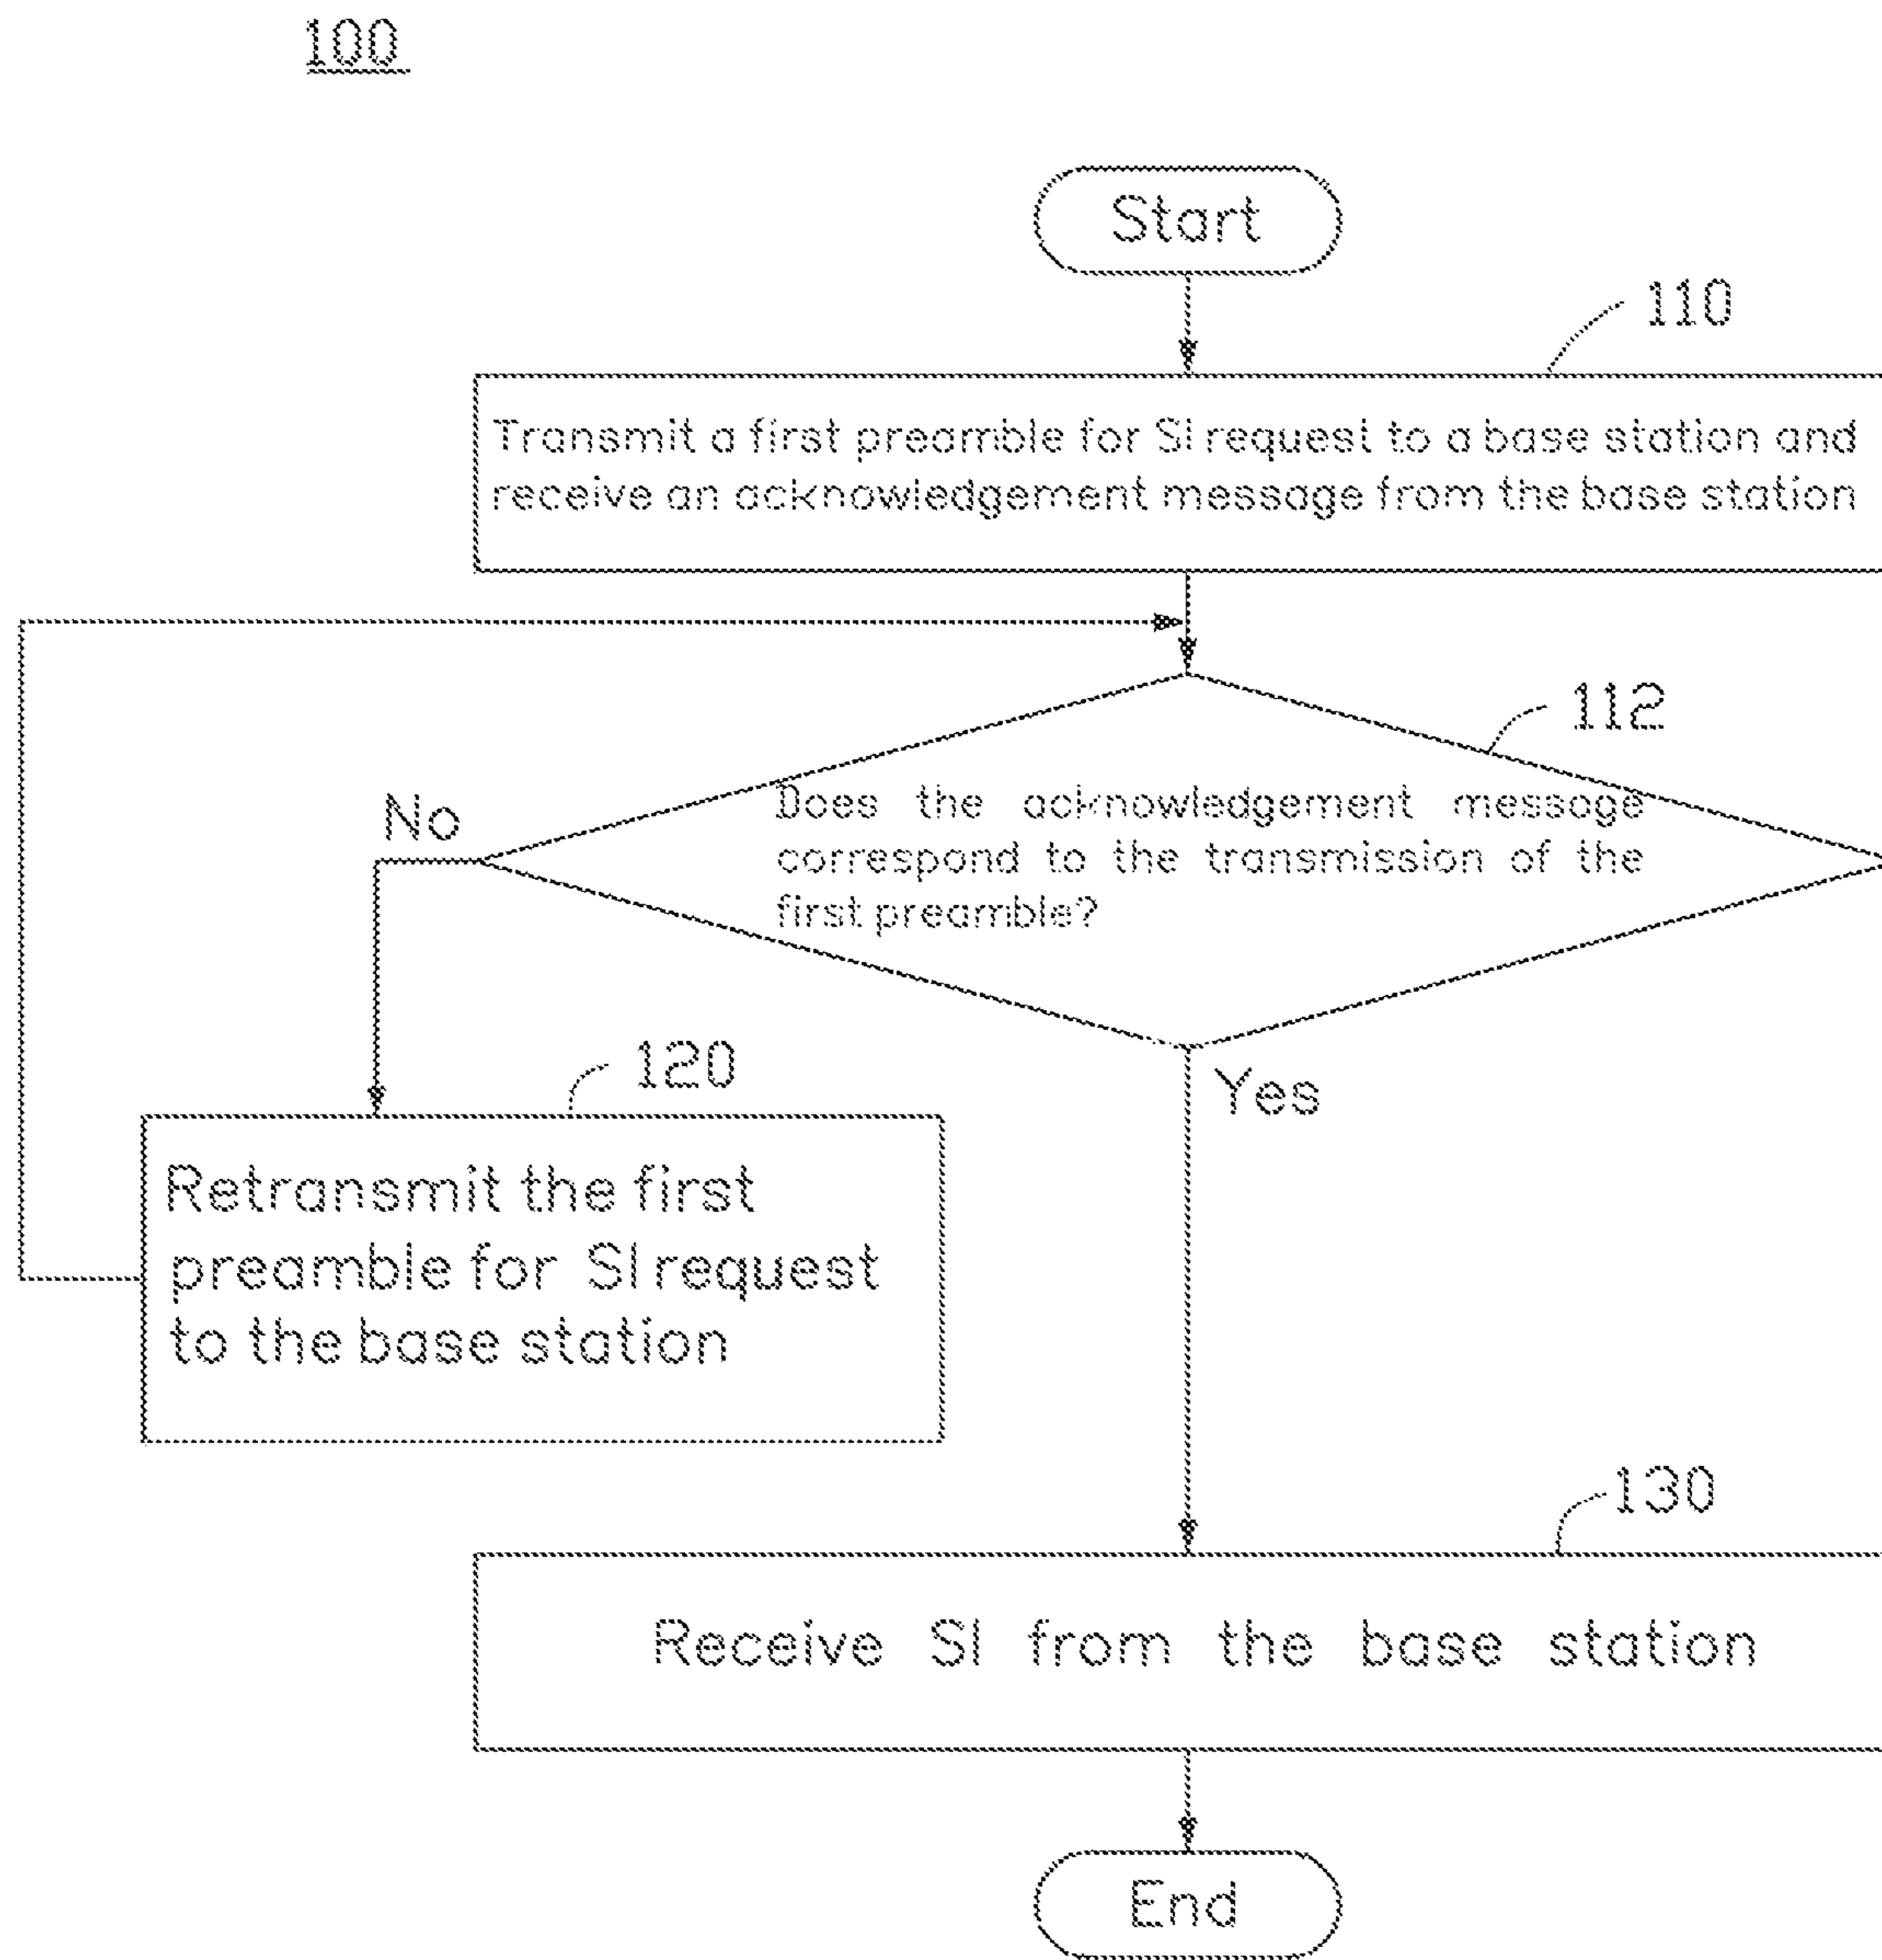 100
Start
110
Transmit a first preamble for SI request to a base station and
receive an acknowledgement message from the base station
112
Does the acknowledgement message
correspond to the transmission of the
first preamble?
No
Yes
120
Retransmit the first
preamble for SI request
to the base station
130
Receive SI from the base station
End